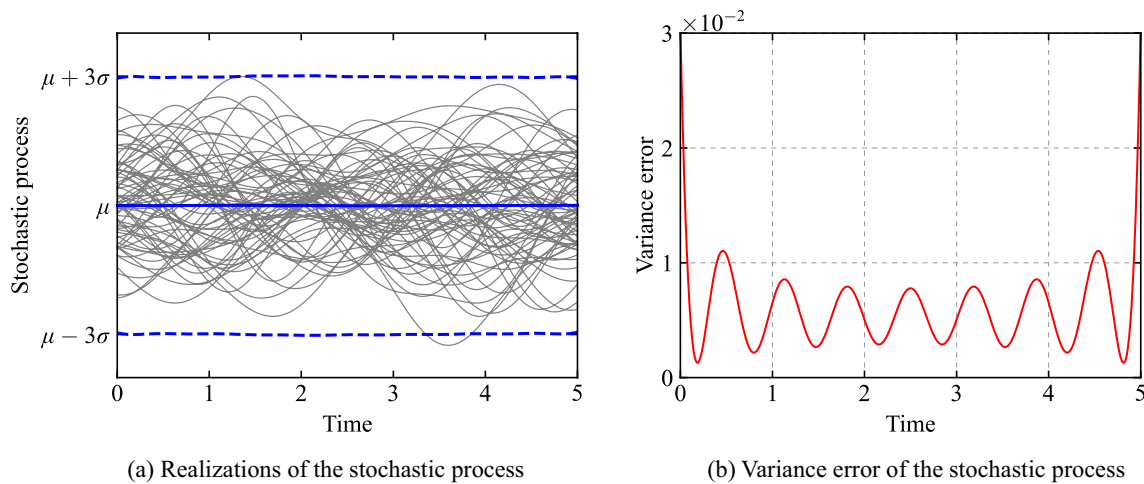 Stochastic process
μ + 3σ
μ
μ − 3σ
0 1 2 3 4 5
Time
(a) Realizations of the stochastic process
×10⁻²
Variance error
3
2
1
0
0 1 2 3 4 5
Time
(b) Variance error of the stochastic process